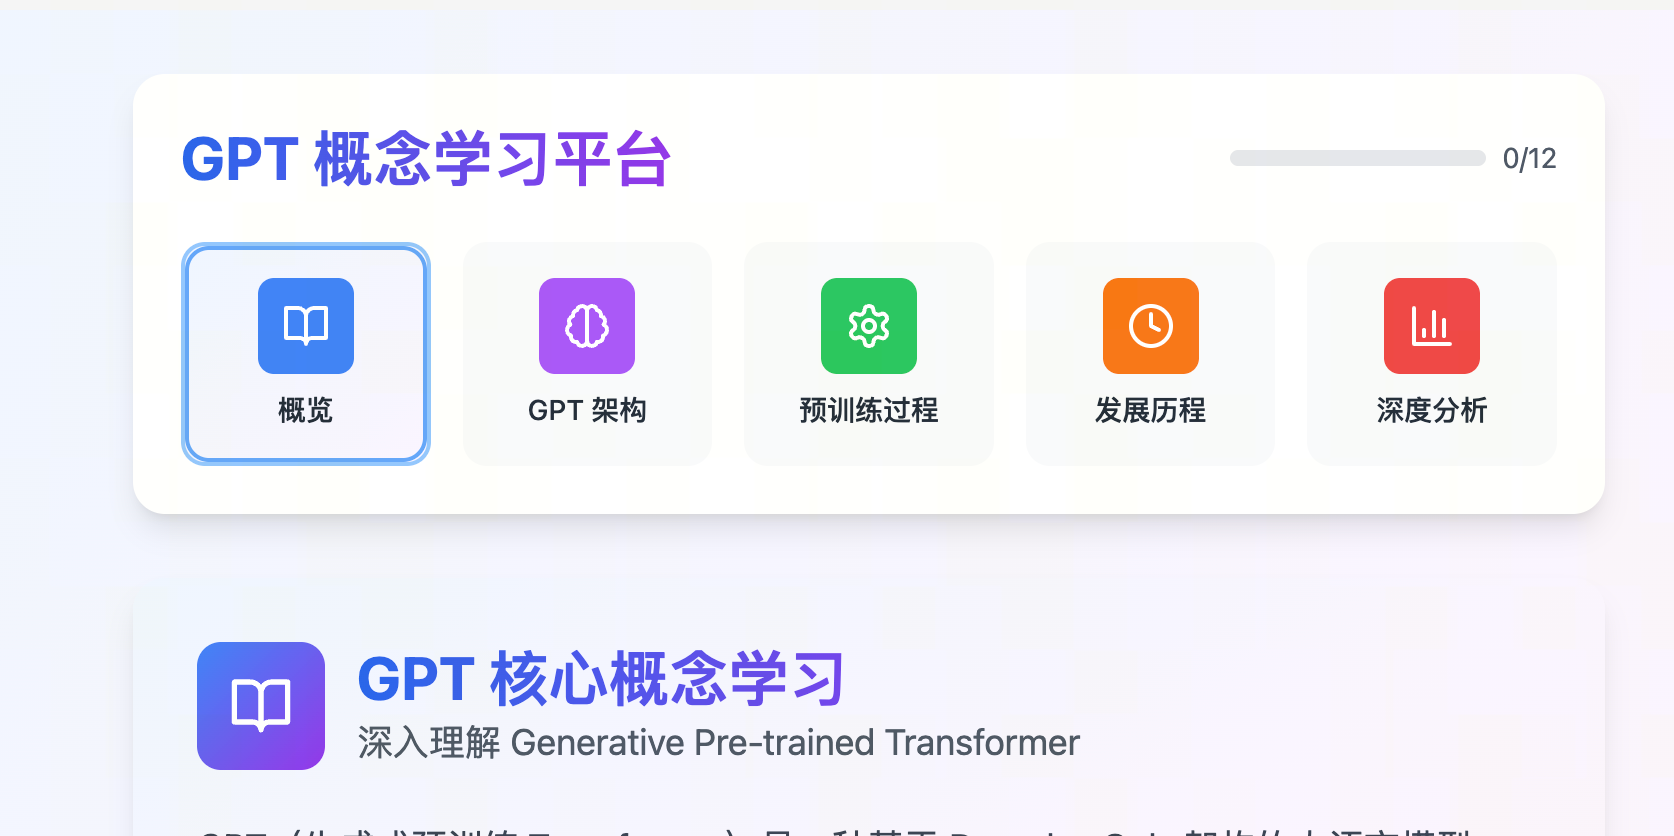 GPT 概念学习平台
0/12
概览
GPT 架构
预训练过程
发展历程
深度分析
GPT 核心概念学习
深入理解 Generative Pre-trained Transformer